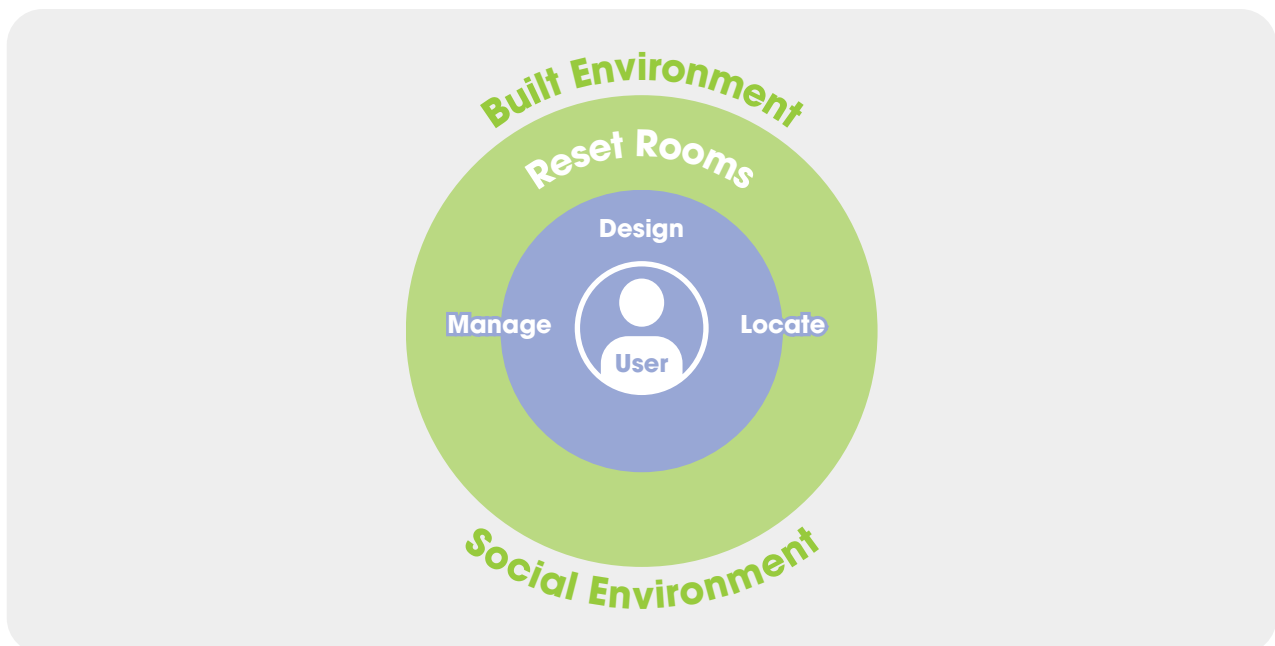 Built Environment
Reset Rooms
Design
Manage
Locate
User
Social Environment